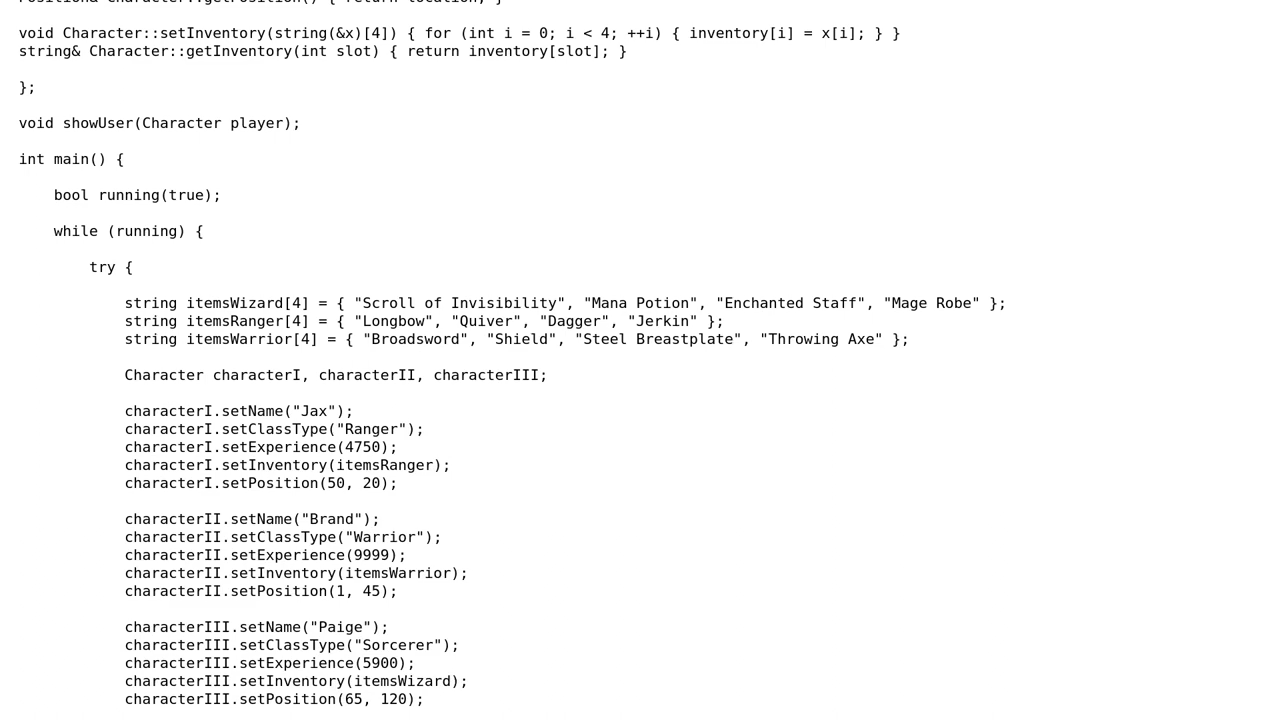 Position& Character::getPosition() { return location; }
void Character::setInventory(string(&x)[4]) { for (int i = 0; i < 4; ++i) { inventory[i] = x[i]; } }
string& Character::getInventory(int slot) { return inventory[slot]; }
};
void showUser(Character player);
int main() {
bool running(true);
while (running) {
try {
string itemsWizard[4] = { "Scroll of Invisibility", "Mana Potion", "Enchanted Staff", "Mage Robe" };
string itemsRanger[4] = { "Longbow", "Quiver", "Dagger", "Jerkin" };
string itemsWarrior[4] = { "Broadsword", "Shield", "Steel Breastplate", "Throwing Axe" };
Character characterI, characterII, characterIII;
characterI.setName("Jax");
characterI.setClassType("Ranger");
characterI.setExperience(4750);
characterI.setInventory(itemsRanger);
characterI.setPosition(50, 20);
characterII.setName("Brand");
characterII.setClassType("Warrior");
characterII.setExperience(9999);
characterII.setInventory(itemsWarrior);
characterII.setPosition(1, 45);
characterIII.setName("Paige");
characterIII.setClassType("Sorcerer");
characterIII.setExperience(5900);
characterIII.setInventory(itemsWizard);
characterIII.setPosition(65, 120);